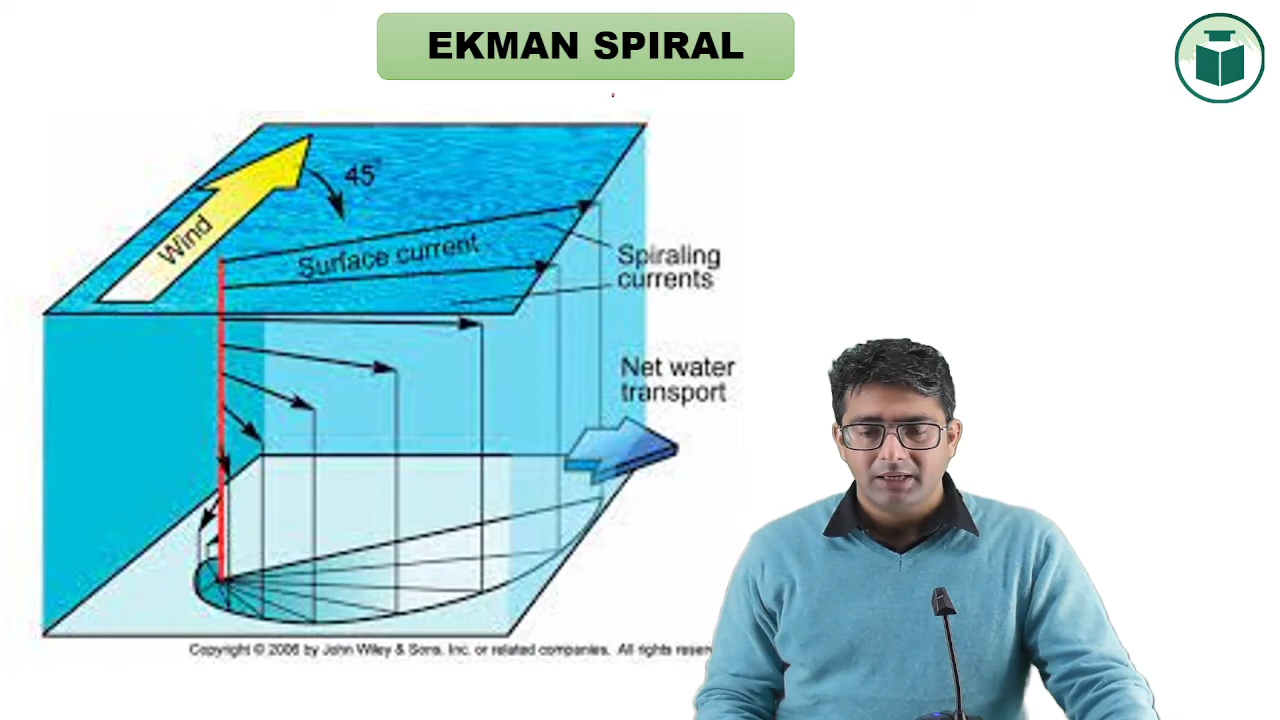 EKMAN SPIRAL
45°
Wind
Surface current
Spiraling
currents
Net water
transport
Copyright © 2006 by John Wiley & Sons, Inc. or related companies. All rights reser